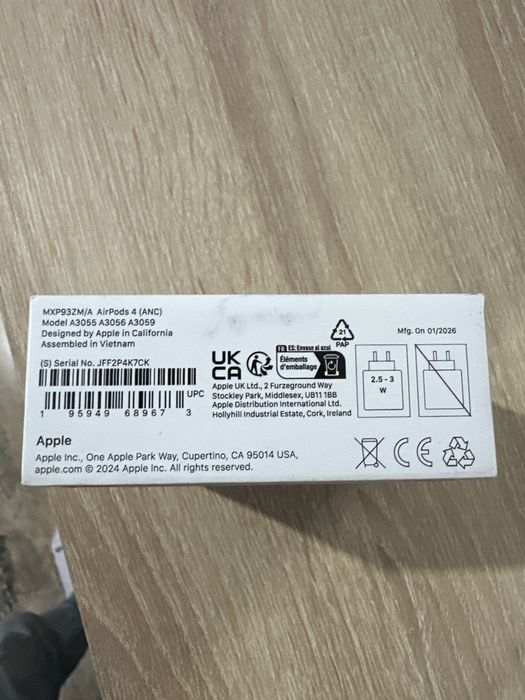 MXP93ZM/A AirPods 4 (ANC)
Model A3055 A3056 A3059
Designed by Apple in California
Assembled in Vietnam
(S) Serial No. JFF2P4K7CK
UPC
1 95949 68967 3
Apple
Apple Inc., One Apple Park Way, Cupertino, CA 95014 USA,
apple.com © 2024 Apple Inc. All rights reserved.
UK
CA
FR ES: Envase al azul
Éléments
d'emballage
Apple UK Ltd., 2 Furzeground Way
Stockley Park, Middlesex, UB11 1BB
Apple Distribution International Ltd.
Hollyhill Industrial Estate, Cork, Ireland
21
PAP
Mfg. On 01/2026
2.5 - 3
W
CE